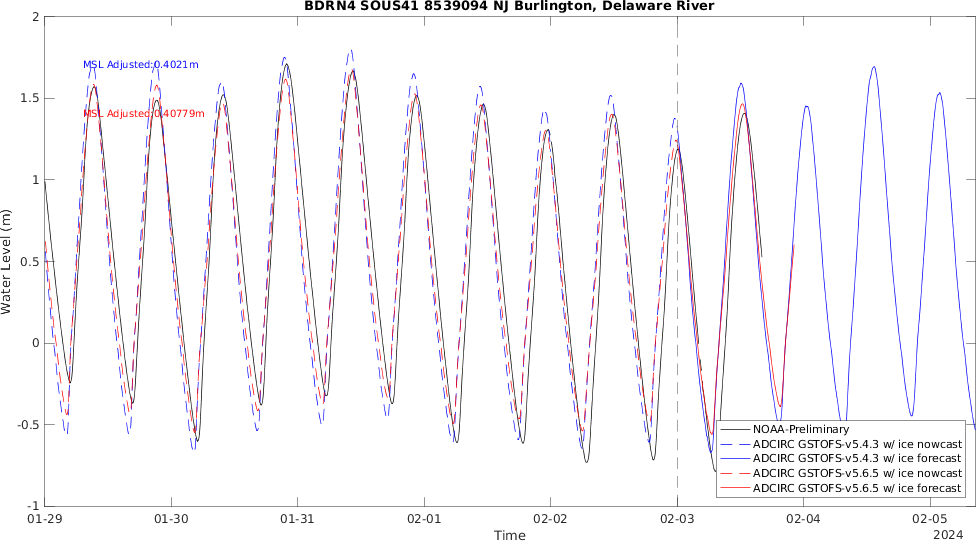 BDRN4 SOUS41 8539094 NJ Burlington, Delaware River
2
MSL Adjusted:0.4021m
1.5
MSL Adjusted:0.40779m
1
Water Level (m)
0.5
0
-0.5
NOAA-Preliminary
ADCIRC GSTOFS-v5.4.3 w/ ice nowcast
ADCIRC GSTOFS-v5.4.3 w/ ice forecast
ADCIRC GSTOFS-v5.6.5 w/ ice nowcast
ADCIRC GSTOFS-v5.6.5 w/ ice forecast
-1
01-29 01-30 01-31 02-01 02-02 02-03 02-04 02-05
Time 2024